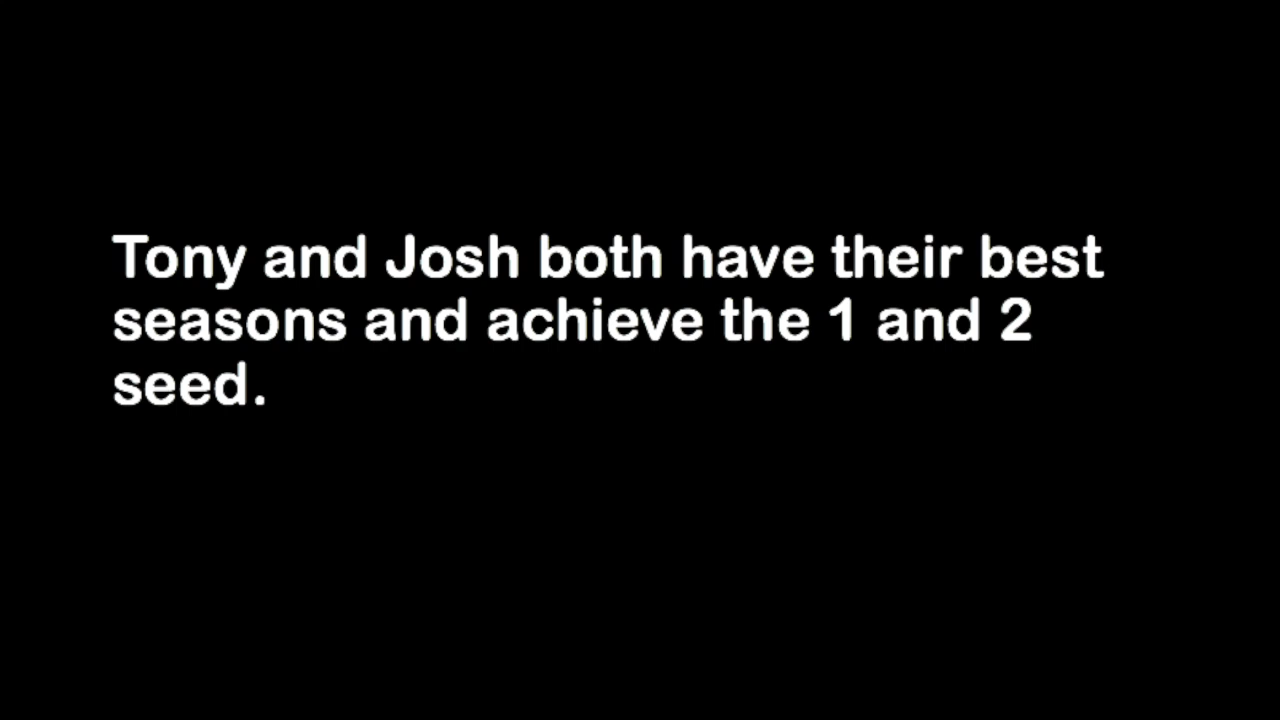 Tony and Josh both have their best
seasons and achieve the 1 and 2
seed.